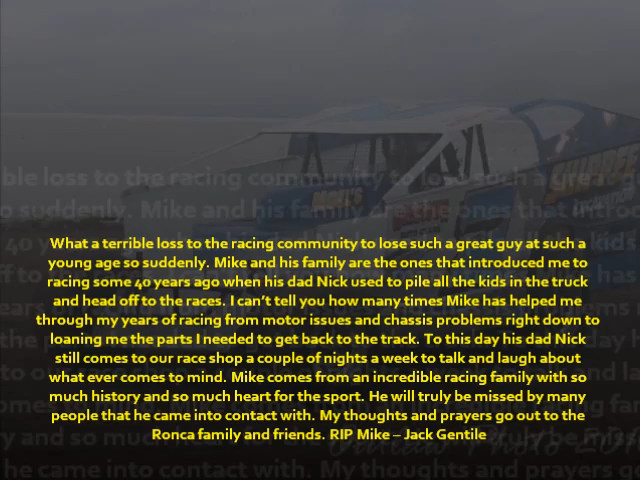 What a terrible loss to the racing community to lose such a great guy at such a
young age so suddenly. Mike and his family are the ones that introduced me to
racing some 40 years ago when his dad Nick used to pile all the kids in the truck
and head off to the races. I can't tell you how many times Mike has helped me
through my years of racing from motor issues and chassis problems right down to
loaning me the parts I needed to get back to the track. To this day his dad Nick
still comes to our race shop a couple of nights a week to talk and laugh about
what ever comes to mind. Mike comes from an incredible racing family with so
much history and so much heart for the sport. He will truly be missed by many
people that he came into contact with. My thoughts and prayers go out to the
Ronca family and friends. RIP Mike – Jack Gentile